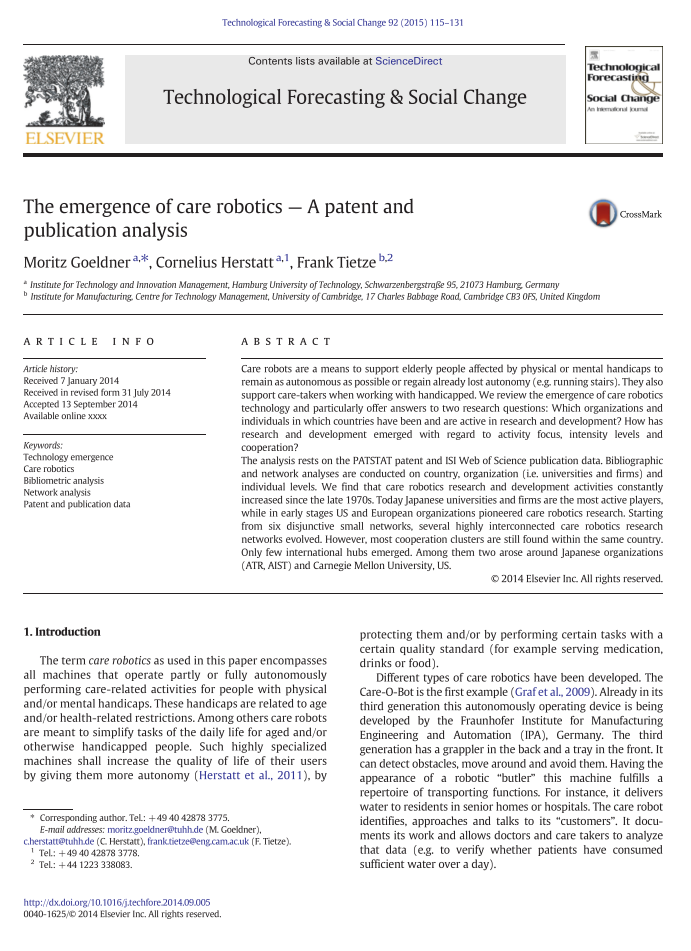 Technological Forecasting & Social Change 92 (2015) 115–131
ELSEVIER
Contents lists available at ScienceDirect
Technological Forecasting & Social Change
Technological
Forecasting
&
Social Change
An International Journal
The emergence of care robotics — A patent and
publication analysis
CrossMark
Moritz Goeldner a,*, Cornelius Herstatt a,1, Frank Tietze b,2
a Institute for Technology and Innovation Management, Hamburg University of Technology, Schwarzenbergstraße 95, 21073 Hamburg, Germany
b Institute for Manufacturing, Centre for Technology Management, University of Cambridge, 17 Charles Babbage Road, Cambridge CB3 0FS, United Kingdom
ARTICLE INFO
Article history:
Received 7 January 2014
Received in revised form 31 July 2014
Accepted 13 September 2014
Available online xxxx
Keywords:
Technology emergence
Care robotics
Bibliometric analysis
Network analysis
Patent and publication data
ABSTRACT
Care robots are a means to support elderly people affected by physical or mental handicaps to
remain as autonomous as possible or regain already lost autonomy (e.g. running stairs). They also
support care-takers when working with handicapped. We review the emergence of care robotics
technology and particularly offer answers to two research questions: Which organizations and
individuals in which countries have been and are active in research and development? How has
research and development emerged with regard to activity focus, intensity levels and
cooperation?
The analysis rests on the PATSTAT patent and ISI Web of Science publication data. Bibliographic
and network analyses are conducted on country, organization (i.e. universities and firms) and
individual levels. We find that care robotics research and development activities constantly
increased since the late 1970s. Today Japanese universities and firms are the most active players,
while in early stages US and European organizations pioneered care robotics research. Starting
from six disjunctive small networks, several highly interconnected care robotics research
networks evolved. However, most cooperation clusters are still found within the same country.
Only few international hubs emerged. Among them two arose around Japanese organizations
(ATR, AIST) and Carnegie Mellon University, US.
© 2014 Elsevier Inc. All rights reserved.
1. Introduction
The term care robotics as used in this paper encompasses
all machines that operate partly or fully autonomously
performing care-related activities for people with physical
and/or mental handicaps. These handicaps are related to age
and/or health-related restrictions. Among others care robots
are meant to simplify tasks of the daily life for aged and/or
otherwise handicapped people. Such highly specialized
machines shall increase the quality of life of their users
by giving them more autonomy (Herstatt et al., 2011), by
protecting them and/or by performing certain tasks with a
certain quality standard (for example serving medication,
drinks or food).
Different types of care robotics have been developed. The
Care-O-Bot is the first example (Graf et al., 2009). Already in its
third generation this autonomously operating device is being
developed by the Fraunhofer Institute for Manufacturing
Engineering and Automation (IPA), Germany. The third
generation has a grappler in the back and a tray in the front. It
can detect obstacles, move around and avoid them. Having the
appearance of a robotic “butler” this machine fulfills a
repertoire of transporting functions. For instance, it delivers
water to residents in senior homes or hospitals. The care robot
identifies, approaches and talks to its “customers”. It docu-
ments its work and allows doctors and care takers to analyze
that data (e.g. to verify whether patients have consumed
sufficient water over a day).
* Corresponding author. Tel.: +49 40 42878 3775.
E-mail addresses: moritz.goeldner@tuhh.de (M. Goeldner),
c.herstatt@tuhh.de (C. Herstatt), frank.tietze@eng.cam.ac.uk (F. Tietze).
1 Tel.: +49 40 42878 3778.
2 Tel.: +44 1223 338083.
http://dx.doi.org/10.1016/j.techfore.2014.09.005
0040-1625/© 2014 Elsevier Inc. All rights reserved.